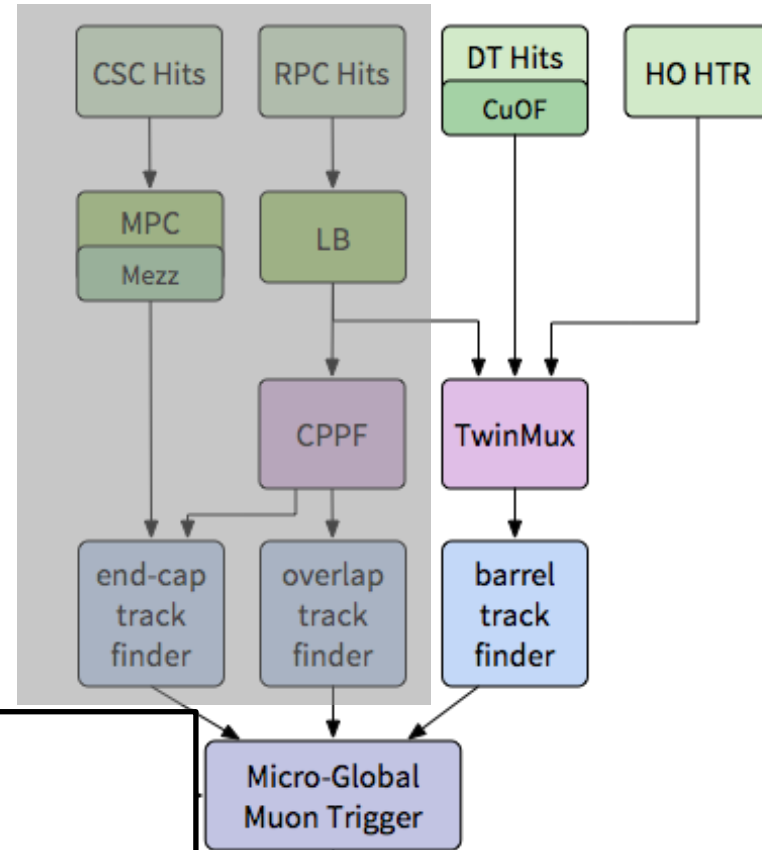 CSC Hits
RPC Hits
DT Hits
CuOF
HO HTR
MPC
Mezz
LB
CPPF
TwinMux
end-cap
track
finder
overlap
track
finder
barrel
track
finder
Micro-Global
Muon Trigger